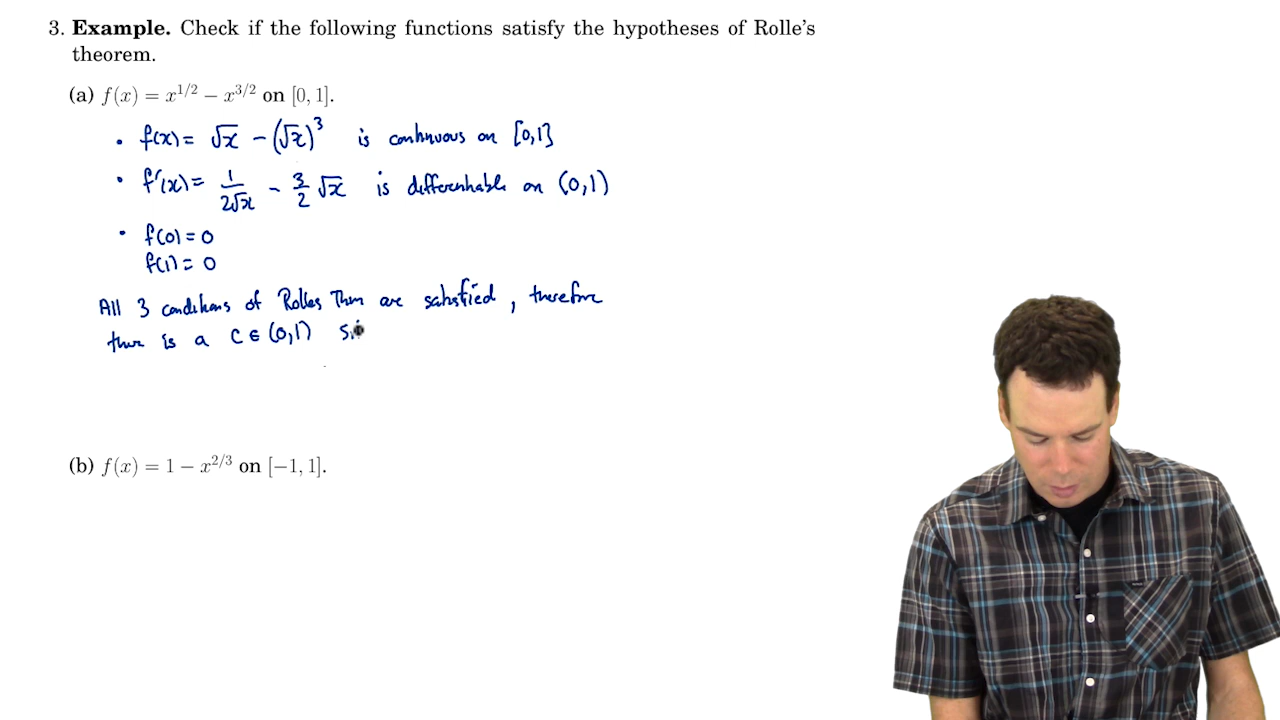 3. Example. Check if the following functions satisfy the hypotheses of Rolle's
theorem.
(a) f(x) = x^{1/2} − x^{3/2} on [0, 1].
• f(x) = √x − (√x)^3 is continuous on [0,1]
• f'(x) = 1/(2√x) − 3/2 √x is differentiable on (0,1)
• f(0) = 0
f(1) = 0
All 3 conditions of Rolles Thm are satisfied, therefore
there is a c ∈ (0,1)
(b) f(x) = 1 − x^{2/3} on [−1, 1].